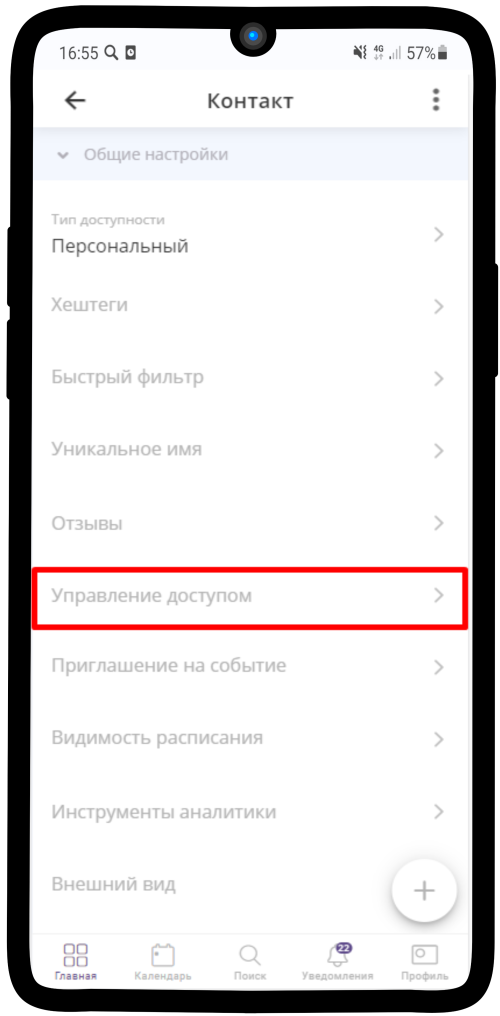 16:55 4G 57%
Контакт
Общие настройки
Тип доступности
Персональный
Хештеги
Быстрый фильтр
Уникальное имя
Отзывы
Управление доступом
Приглашение на событие
Видимость расписания
Инструменты аналитики
Внешний вид
22
Главная Календарь Поиск Уведомления Профиль